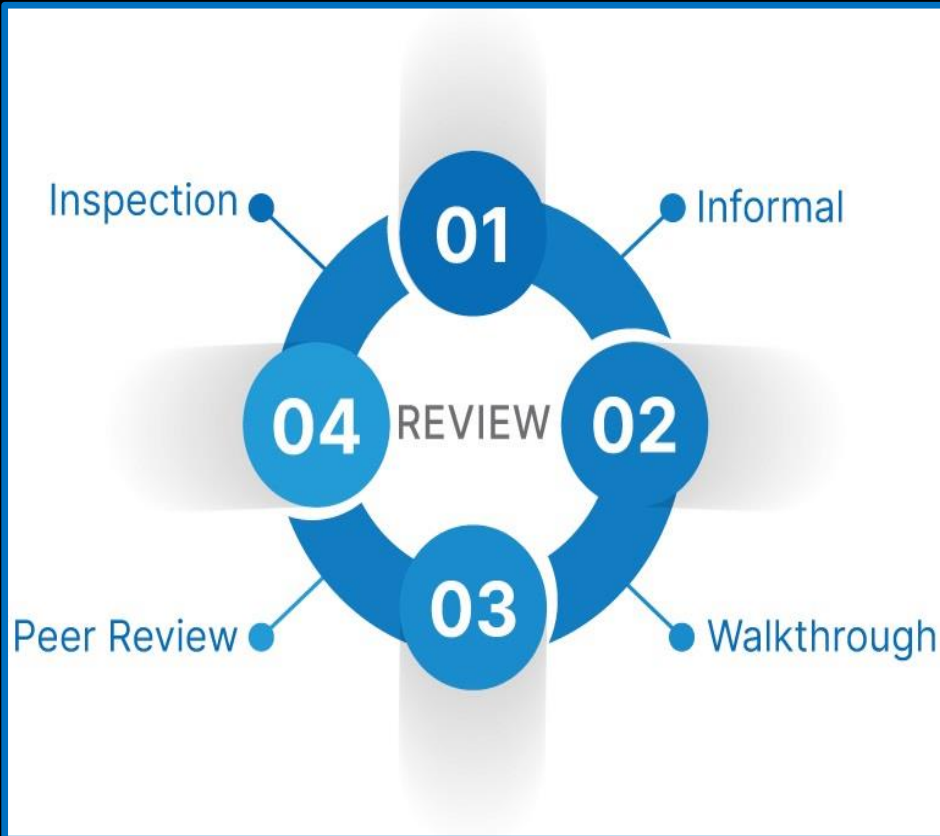 Inspection
01
Informal
04
REVIEW
02
03
Peer Review
Walkthrough